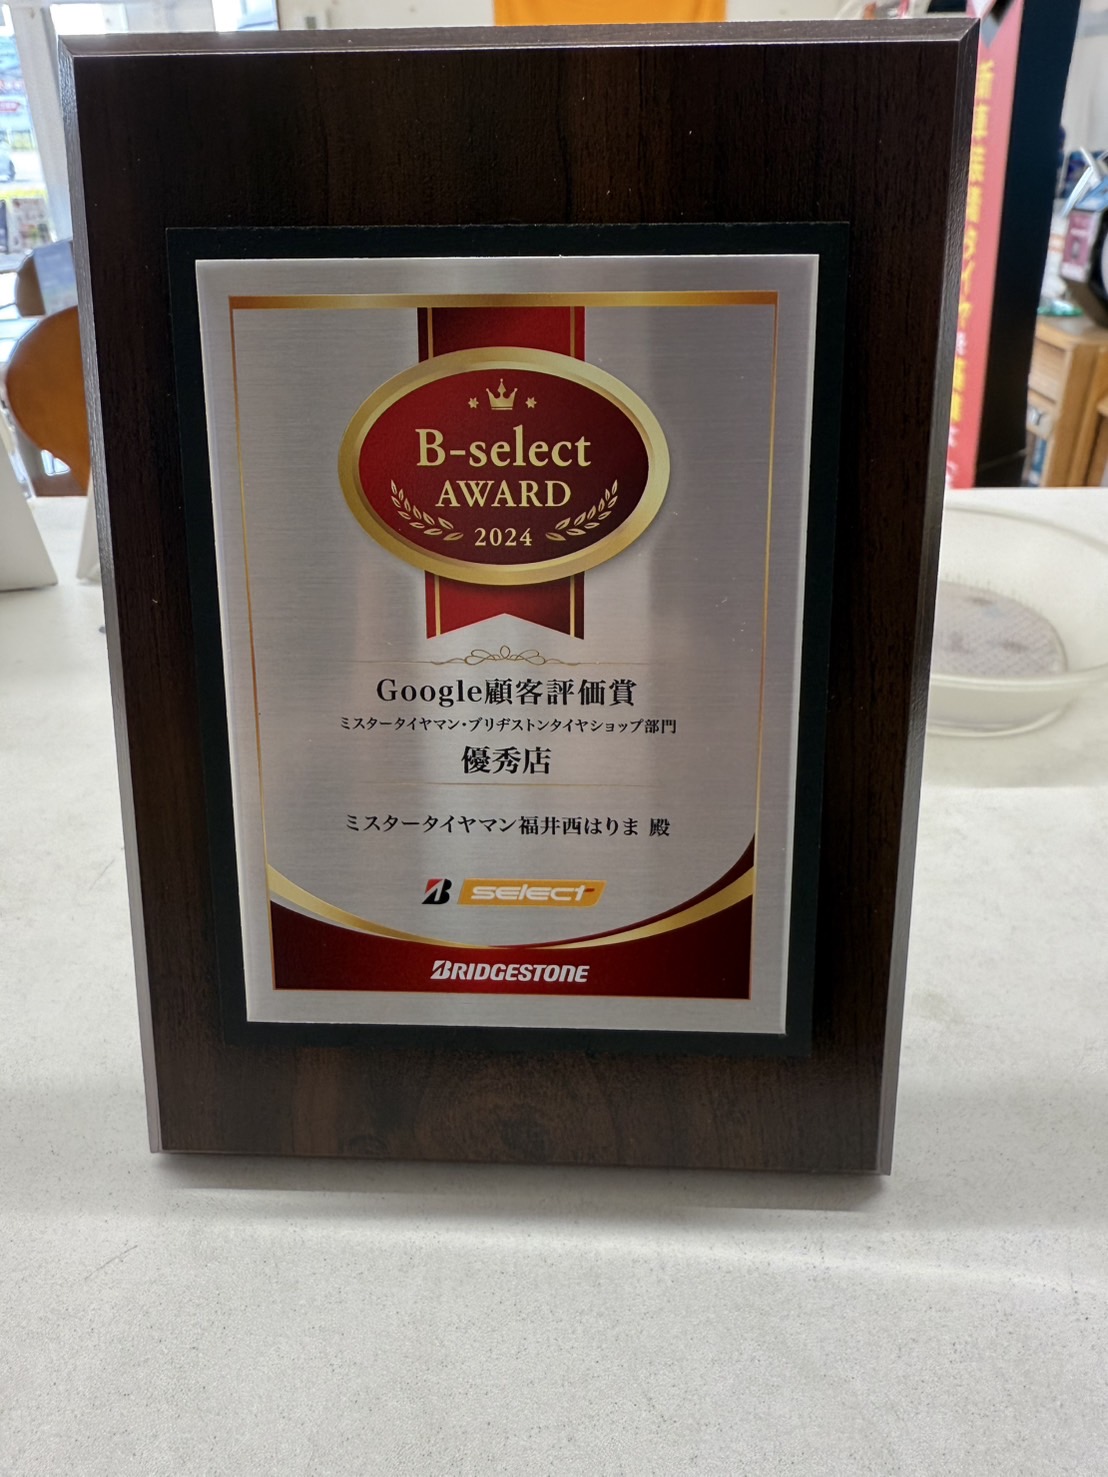 B-select
AWARD
2024
Google顧客評価賞
ミスタータイヤマン・ブリヂストンタイヤショップ部門
優秀店
ミスタータイヤマン福井西はりま 殿
B select
BRIDGESTONE